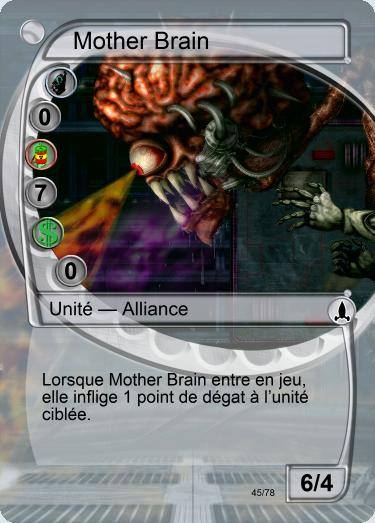 Mother Brain
0
7
$
0
Unité — Alliance
Lorsque Mother Brain entre en jeu,
elle inflige 1 point de dégat à l'unité
ciblée.
45/78
6/4